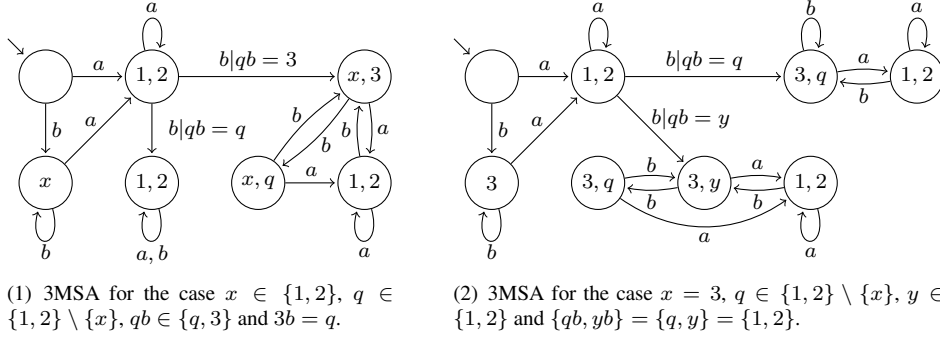 a
a
b
a
1, 2
b|qb = 3
x, 3
a
1, 2
b|qb = q
3, q
a
b
1, 2
b
a
b|qb = q
b
b
b
a
b|qb = y
x
1, 2
x, q
a
1, 2
3
3, q
b
b
3, y
a
b
1, 2
b
a, b
a
b
a
a
(1) 3MSA for the case x ∈ {1, 2}, q ∈
{1, 2} \ {x}, qb ∈ {q, 3} and 3b = q.
(2) 3MSA for the case x = 3, q ∈ {1, 2} \ {x}, y ∈
{1, 2} and {qb, yb} = {q, y} = {1, 2}.